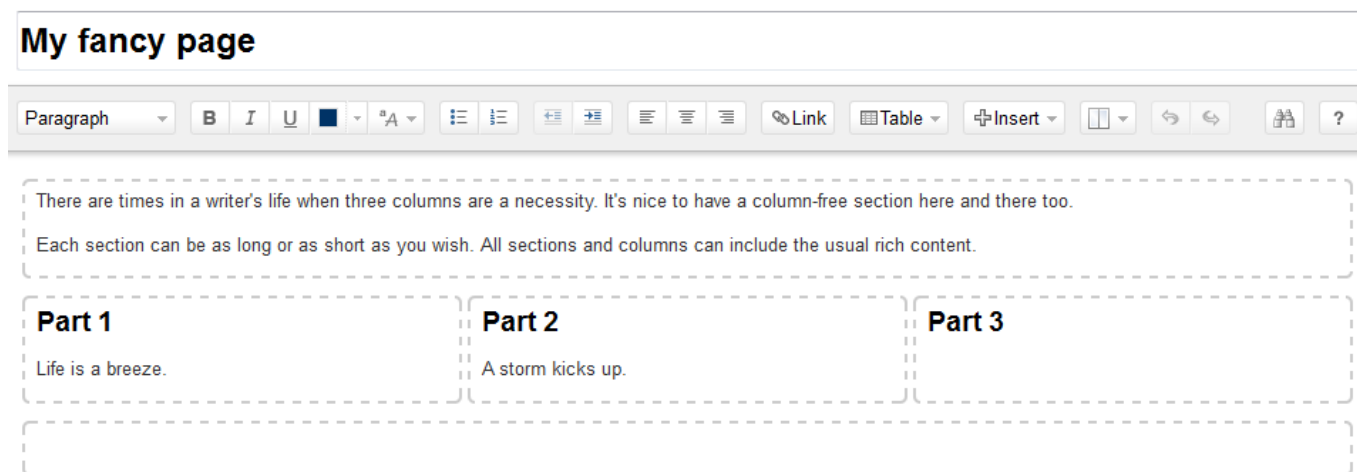 My fancy page
Paragraph B I U ªA Link Table Insert ?
There are times in a writer's life when three columns are a necessity. It's nice to have a column-free section here and there too.
Each section can be as long or as short as you wish. All sections and columns can include the usual rich content.
Part 1 Part 2 Part 3
Life is a breeze. A storm kicks up.